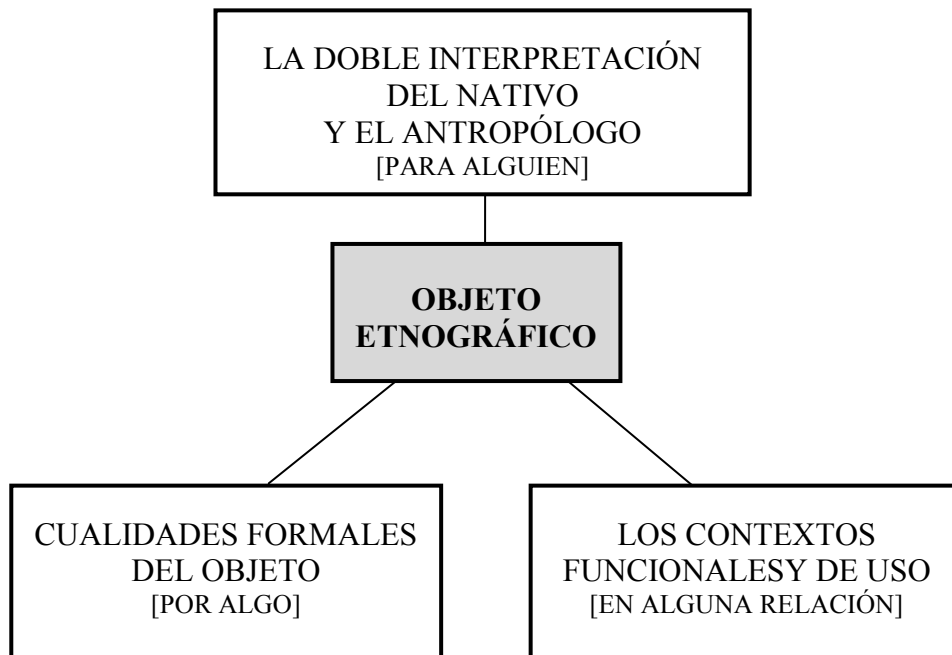 LA DOBLE INTERPRETACIÓN
DEL NATIVO
Y EL ANTROPÓLOGO
[PARA ALGUIEN]
OBJETO
ETNOGRÁFICO
CUALIDADES FORMALES
DEL OBJETO
[POR ALGO]
LOS CONTEXTOS
FUNCIONALESY DE USO
[EN ALGUNA RELACIÓN]